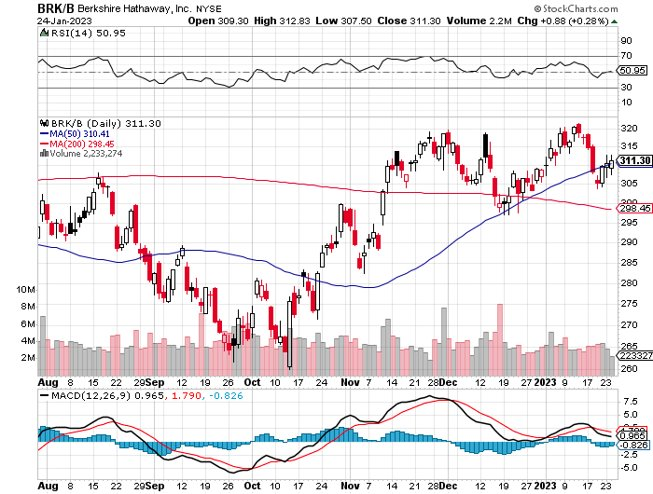 BRK/B Berkshire Hathaway, Inc. NYSE © StockCharts.com
24-Jan-2023 Open 309.30 High 312.83 Low 307.50 Close 311.30 Volume 2.2M Chg +0.88 (+0.28%)
RSI(14) 50.95
90
70
50.95
30
10
BRK/B (Daily) 311.30
MA(50) 310.41
MA(200) 298.45
Volume 2,233,274
320
315
311.30
305
300
298.45
295
290
285
280
275
270
265
260
10M
8M
6M
4M
2M
223327
Aug 8 15 22 29 Sep 12 19 26 Oct 10 17 24 Nov 7 14 21 28 Dec 12 19 27 2023 9 17 23
MACD(12,26,9) 0.965, 1.790, -0.826
7.5
5.0
2.5
0.965
-0.826
-2.5
-5.0
Aug 8 15 22 29 Sep 12 19 26 Oct 10 17 24 Nov 7 14 21 28 Dec 12 19 27 2023 9 17 23